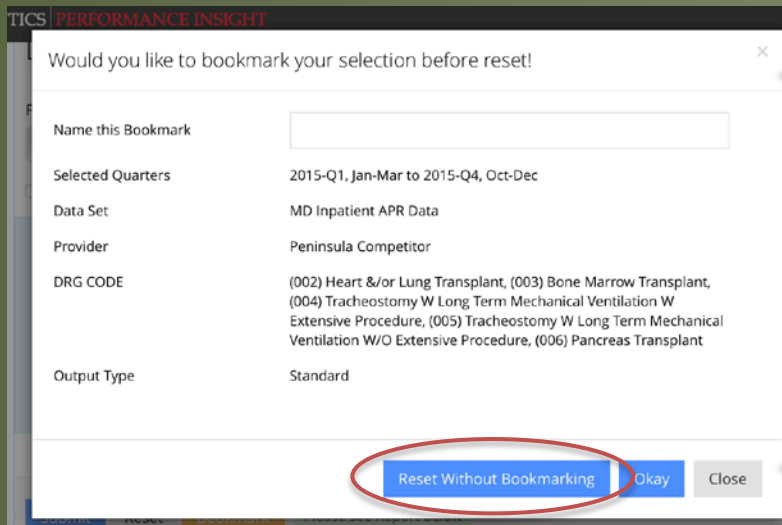 TICS PERFORMANCE INSIGHT
Would you like to bookmark your selection before reset!
×
Name this Bookmark
Selected Quarters 2015-Q1, Jan-Mar to 2015-Q4, Oct-Dec
Data Set MD Inpatient APR Data
Provider Peninsula Competitor
DRG CODE (002) Heart &/or Lung Transplant, (003) Bone Marrow Transplant,
(004) Tracheostomy W Long Term Mechanical Ventilation W
Extensive Procedure, (005) Tracheostomy W Long Term Mechanical
Ventilation W/O Extensive Procedure, (006) Pancreas Transplant
Output Type Standard
Reset Without Bookmarking Okay Close
Submit Reset Bookmark Please see Report below